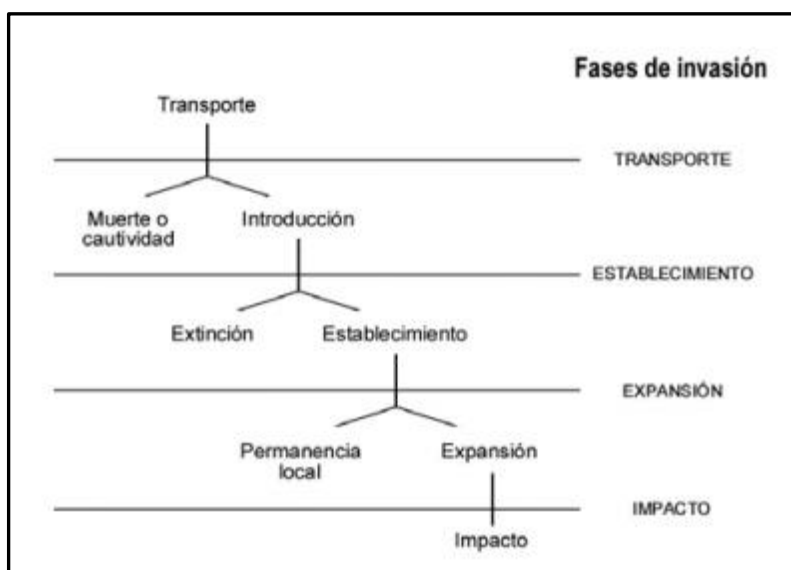 Fases de invasión
Transporte
TRANSPORTE
Muerte o
cautividad
Introducción
ESTABLECIMIENTO
Extinción
Establecimiento
EXPANSIÓN
Permanencia
local
Expansión
IMPACTO
Impacto